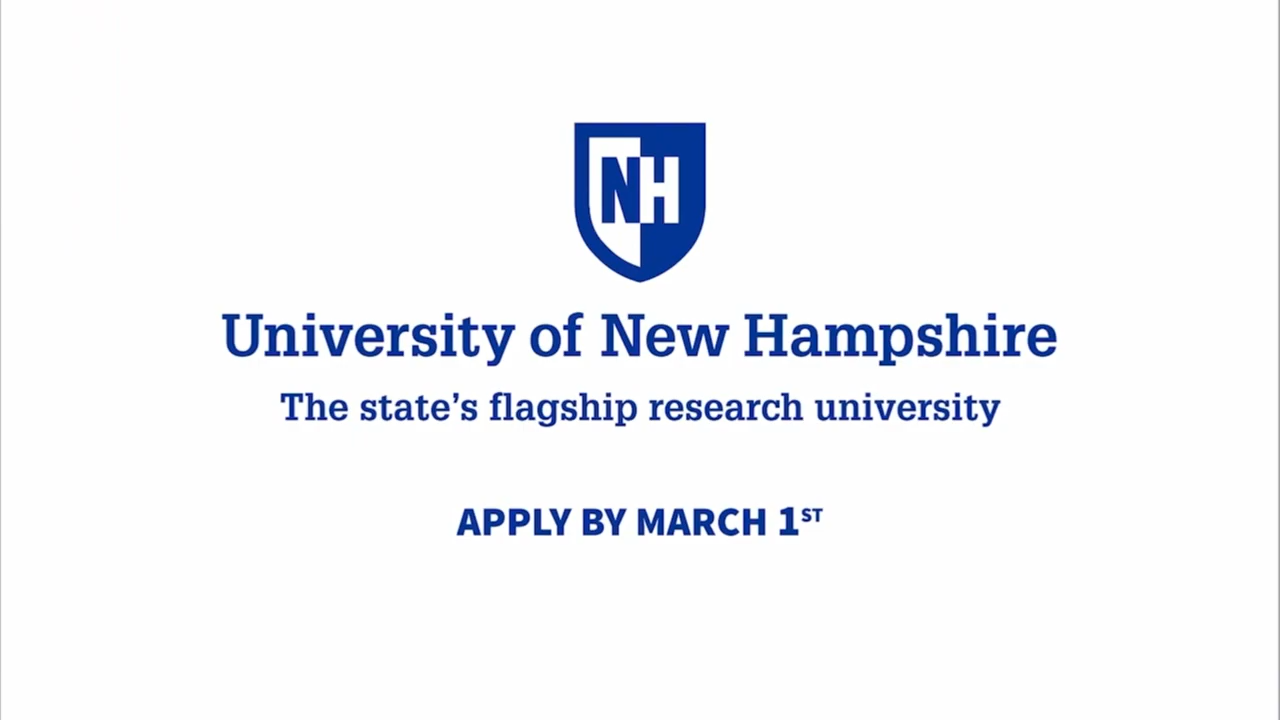 NH
University of New Hampshire
The state’s flagship research university
APPLY BY MARCH 1ST